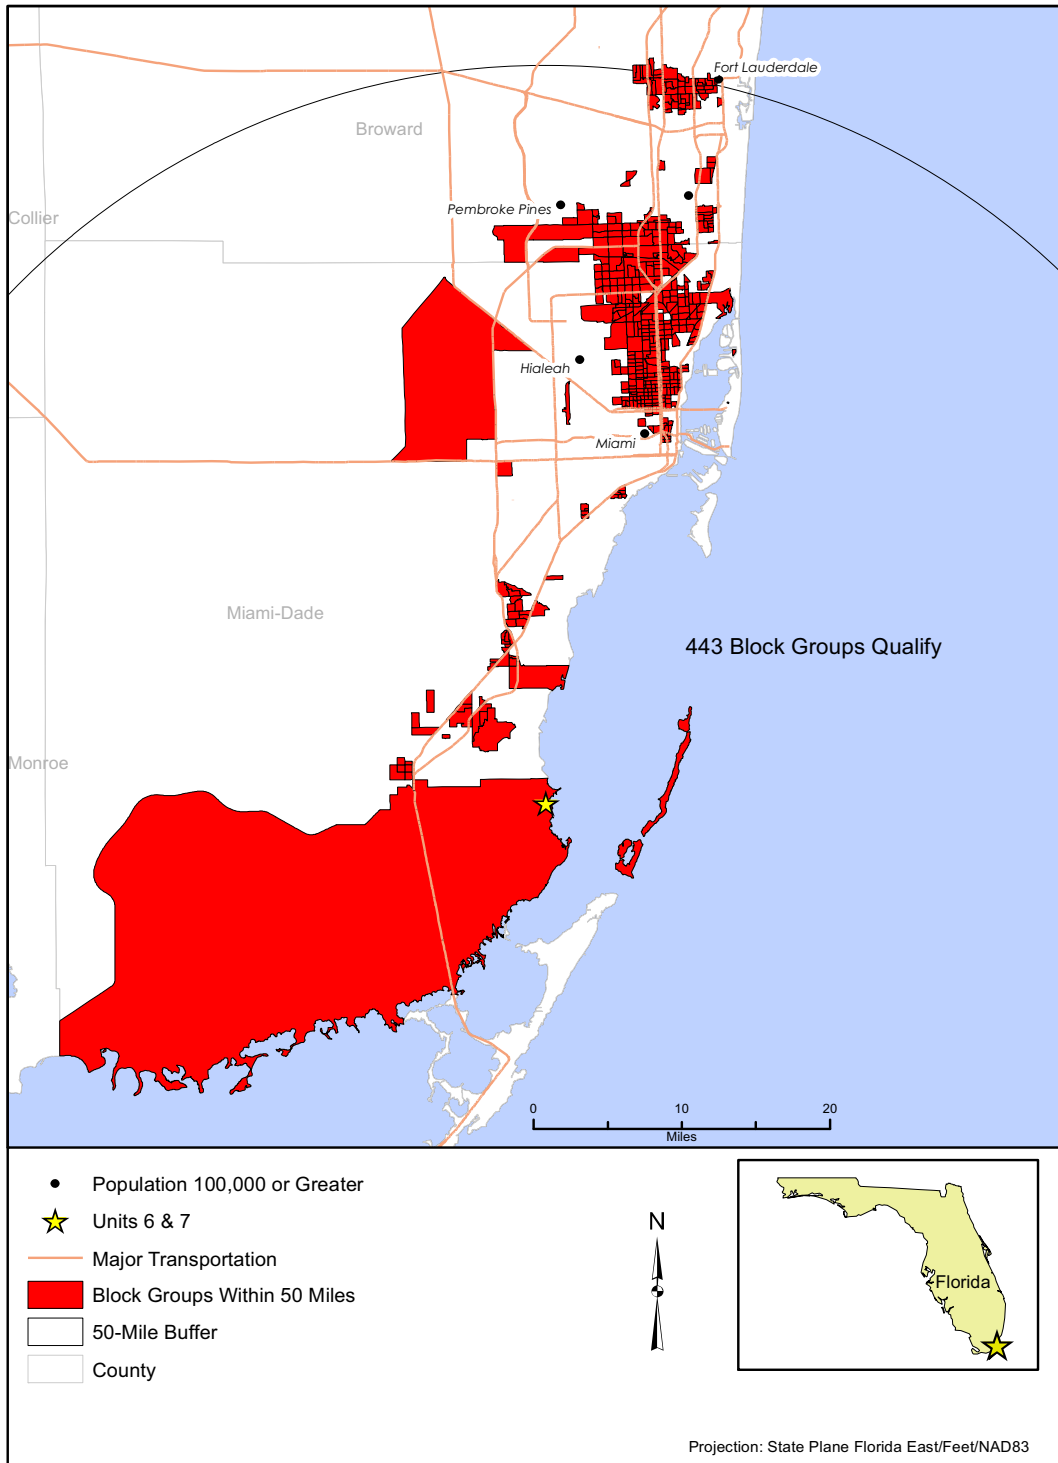 Fort Lauderdale
Broward
Pembroke Pines
Collier
Hialeah
Miami
Miami-Dade
443 Block Groups Qualify
Monroe
0 10 20
Miles
Population 100,000 or Greater
Units 6 & 7
Major Transportation
Block Groups Within 50 Miles
50-Mile Buffer
County
N
Florida
Projection: State Plane Florida East/Feet/NAD83